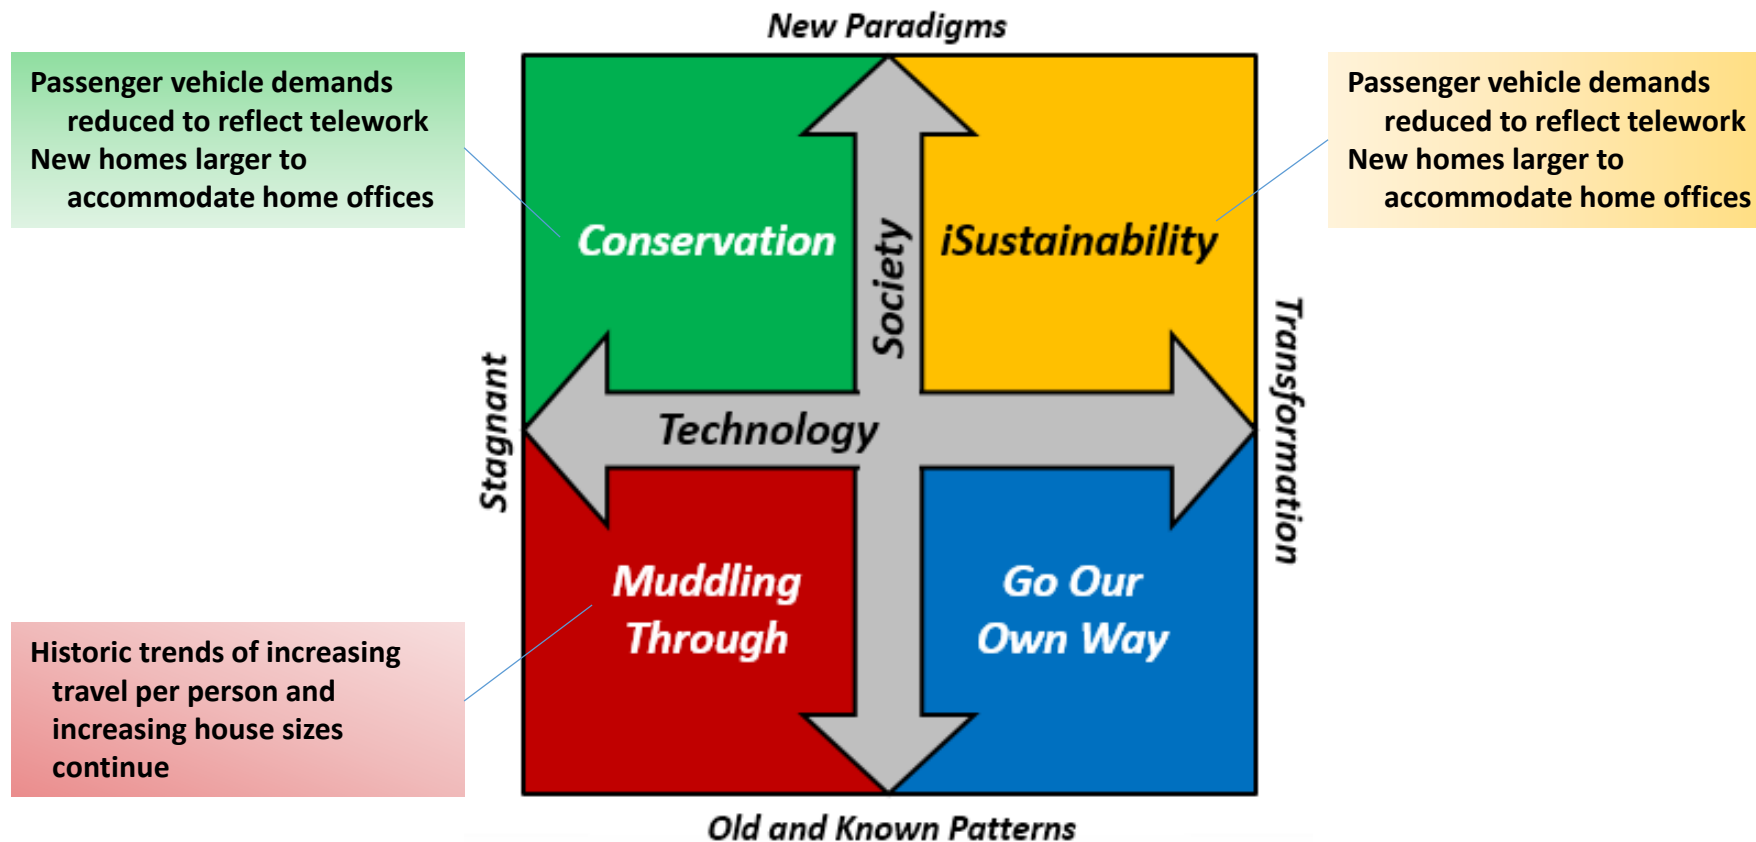 New Paradigms
Passenger vehicle demands
reduced to reflect telework
New homes larger to
accommodate home offices
Passenger vehicle demands
reduced to reflect telework
New homes larger to
accommodate home offices
Conservation
Society
iSustainability
Stagnant
Technology
Transformation
Muddling
Through
Go Our
Own Way
Historic trends of increasing
travel per person and
increasing house sizes
continue
Old and Known Patterns